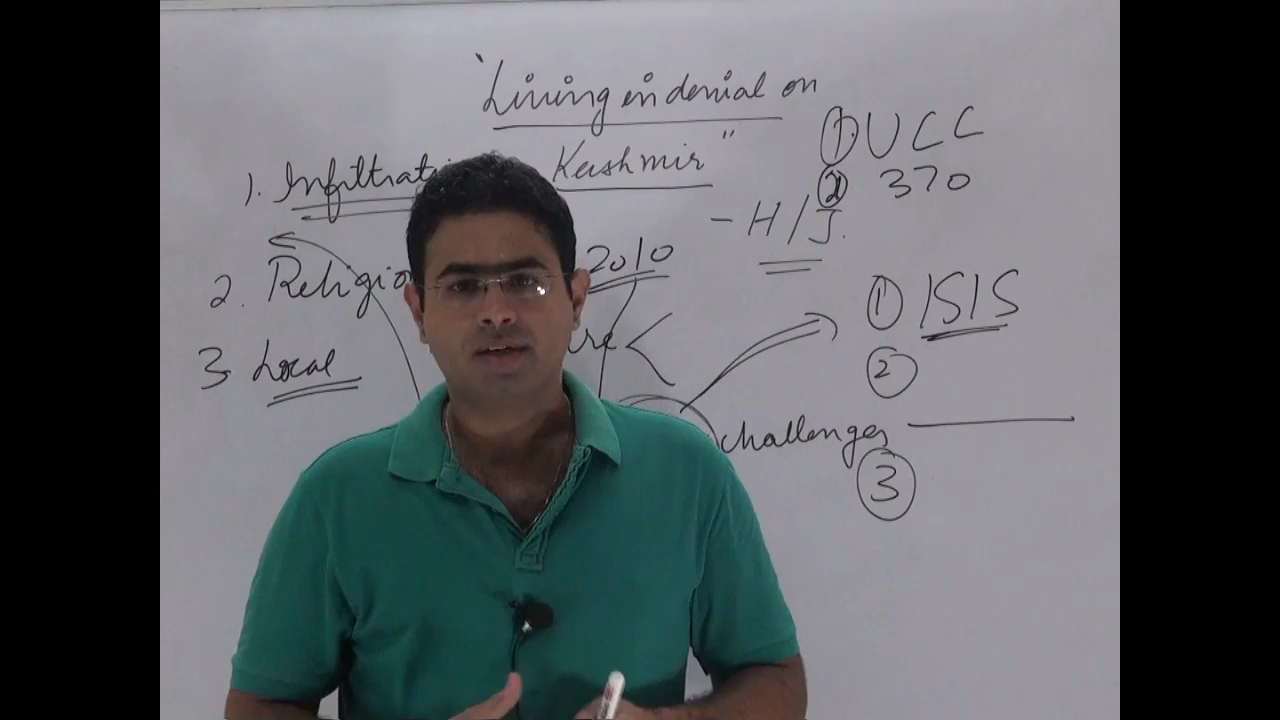 "Living in denial on
Kashmir"
1. Infiltrati
2. Religio
3. Local
2010
- H/J.
① UCC
② 370
① ISIS
②
challenges
③